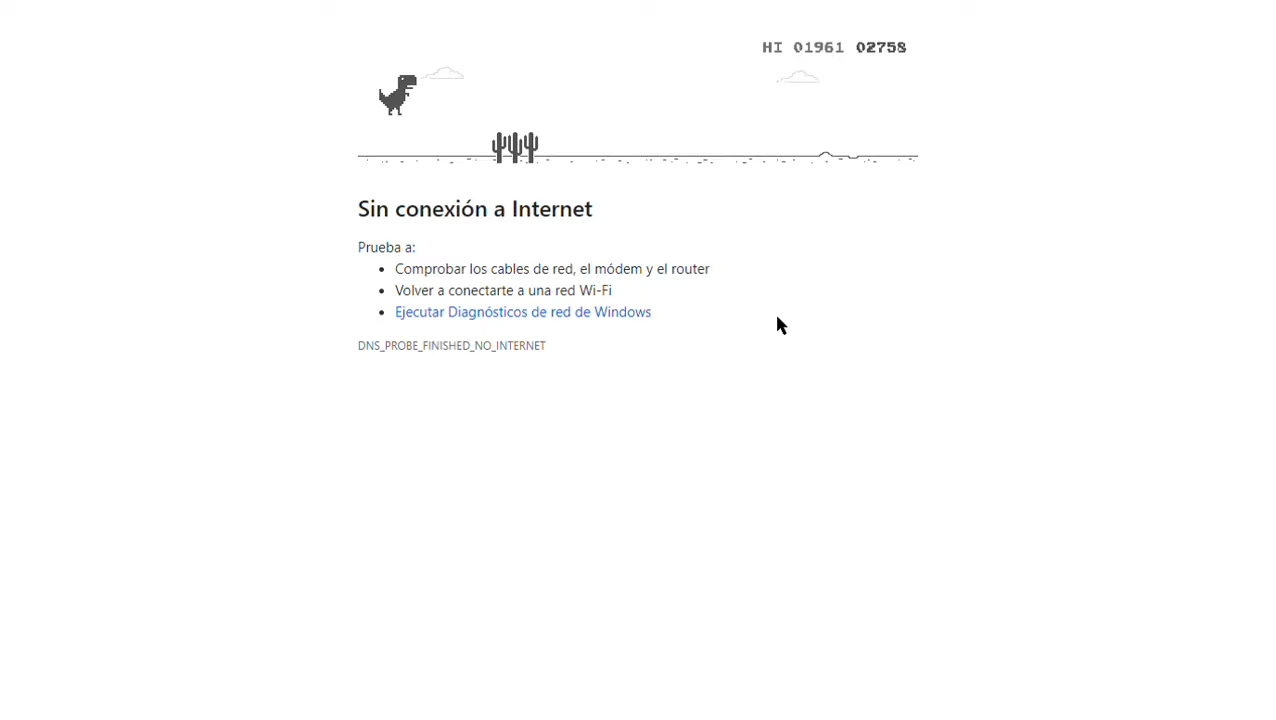 HI 01961 02758
Sin conexión a Internet
Prueba a:
Comprobar los cables de red, el módem y el router
Volver a conectarte a una red Wi-Fi
Ejecutar Diagnósticos de red de Windows
DNS_PROBE_FINISHED_NO_INTERNET